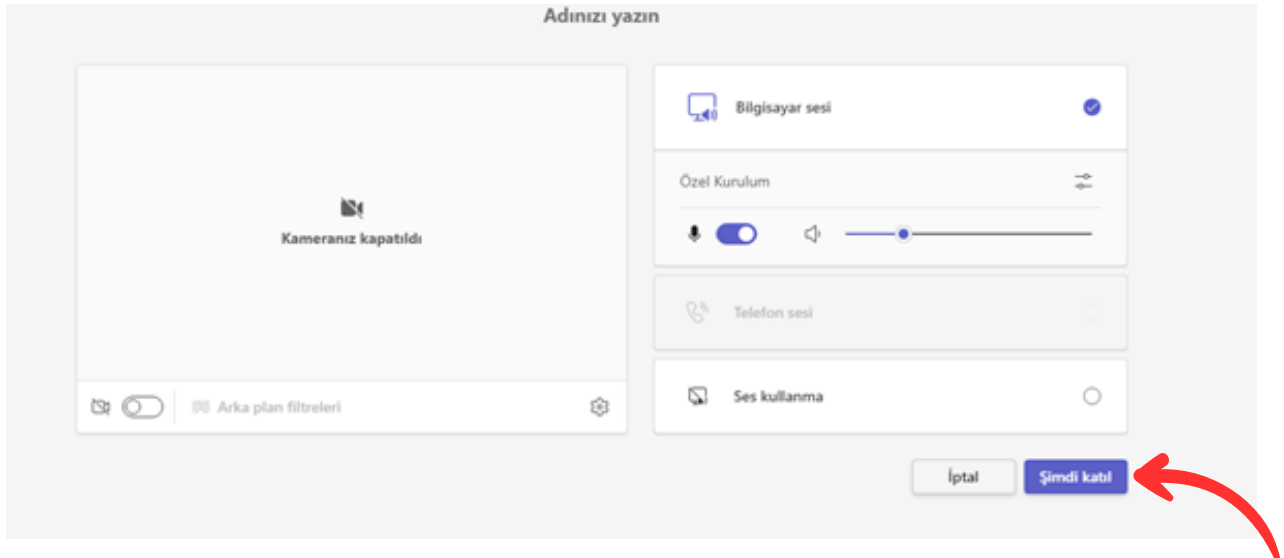 Adınızı yazın
Kameranız kapatıldı
Arka plan filtreleri
Bilgisayar sesi
Özel Kurulum
Telefon sesi
Ses kullanma
İptal
Şimdi katıl